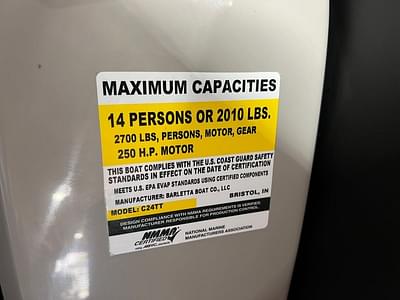 MAXIMUM CAPACITIES
14 PERSONS OR 2010 LBS.
2700 LBS, PERSONS, MOTOR, GEAR
250 H.P. MOTOR
THIS BOAT COMPLIES WITH THE U.S. COAST GUARD SAFETY
STANDARDS IN EFFECT ON THE DATE OF CERTIFICATION
MEETS U.S. EPA EVAP STANDARDS USING CERTIFIED COMPONENTS
MANUFACTURER: BARLETTA BOAT CO., LLC
MODEL: C24TT BRISTOL, IN
DESIGN COMPLIANCE WITH NMMA REQUIREMENTS IS VERIFIED.
MANUFACTURER RESPONSIBLE FOR PRODUCTION CONTROL.
NMMA
CERTIFIED
NATIONAL MARINE
MANUFACTURERS ASSOCIATION